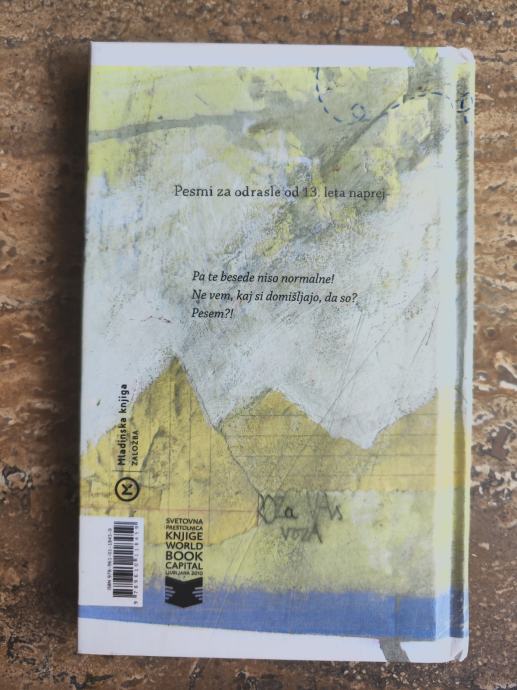 Pesmi za odrasle od 13. leta naprej
Pa te besede niso normalne!
Ne vem, kaj si domišljajo, da so?
Pesem?!
Mladinska knjiga
ZALOŽBA
SVETOVNA
PRESTOLNICA
KNJIGE
WORLD
BOOK
CAPITAL
LJUBLJANA 2010